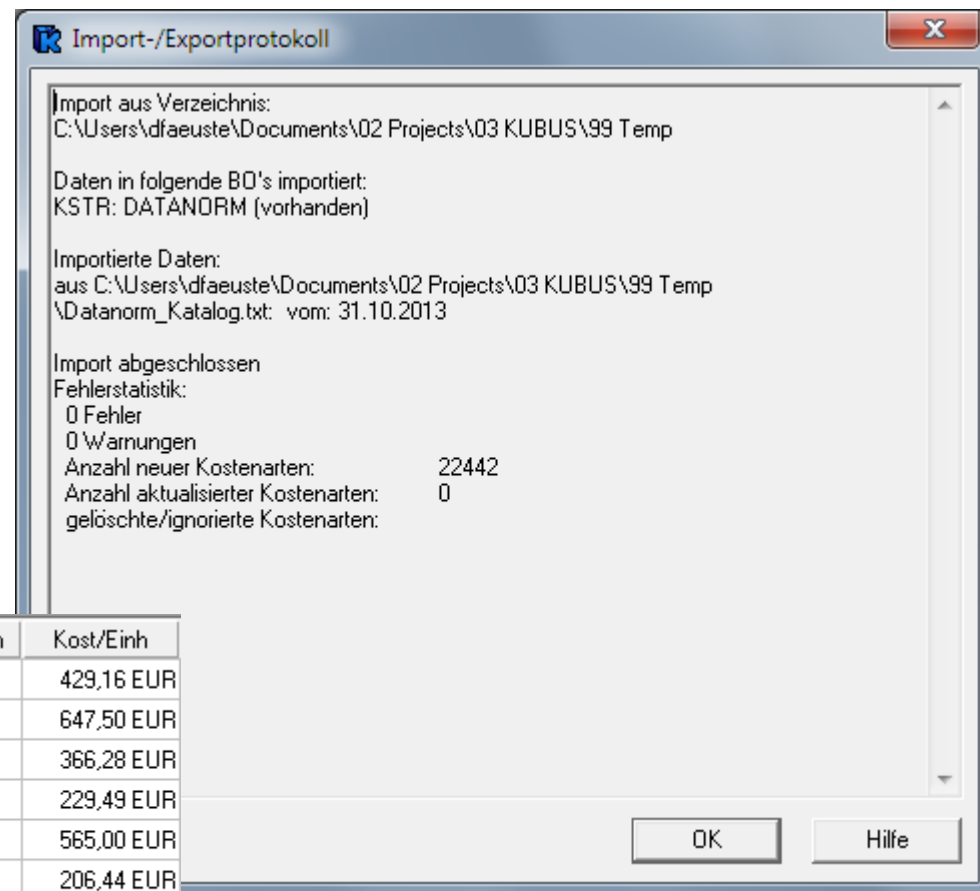 Import-/Exportprotokoll
Import aus Verzeichnis:
C:\Users\dfaeuste\Documents\02 Projects\03 KUBUS\99 Temp
Daten in folgende BO's importiert:
KSTR: DATANORM (vorhanden)
Importierte Daten:
aus C:\Users\dfaeuste\Documents\02 Projects\03 KUBUS\99 Temp
\Datanorm_Katalog.txt: vom: 31.10.2013
Import abgeschlossen
Fehlerstatistik:
0 Fehler
0 Warnungen
Anzahl neuer Kostenarten: 22442
Anzahl aktualisierter Kostenarten: 0
gelöschte/ignorierte Kostenarten:
Kost/Einh
429,16 EUR
647,50 EUR
366,28 EUR
229,49 EUR
565,00 EUR
206,44 EUR
OK Hilfe